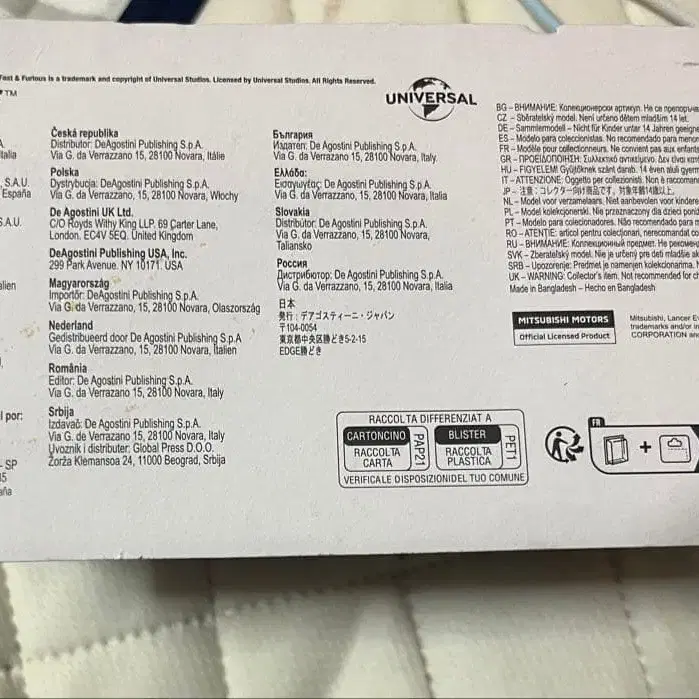 Fast & Furious is a trademark and copyright of Universal Studios. Licensed by Universal Studios. All Rights Reserved.
TM
UNIVERSAL
Italia
S.A.U.
España
S.A.U.
l por:
- SP
Česká republika
Distributor: DeAgostini Publishing S.p.A.
Via G. da Verrazzano, 15, 28100 Novara, Itálie
Polska
Dystrybucja: DeAgostini Publishing S.p.A.
Via G. da Verrazzano, 15, 28100 Novara, Włochy
De Agostini UK Ltd.
C/O Royds Withy King LLP. 69 Carter Lane,
London. EC4V 5EQ. United Kingdom
DeAgostini Publishing USA, Inc.
299 Park Avenue. NY 10171. USA
Magyarország
Importőr: DeAgostini Publishing S.p.A.
Via G. da Verrazzano, 15, 28100 Novara, Olaszország
Nederland
Gedistribueerd door De Agostini Publishing S.p.A
Via G. da Verrazzano, 15, 28100 Novara, Italien
România
Editor: De Agostini Publishing S.p.A.
Via G. da Verrazano, 15, 28100 Novara, Italy
Srbija
Izdavač: De Agostini Publishing S.p.A.
Via G. de Verrazano, 15, 28100 Novara, Italy
Uvoznik i distributer: Global Press D.O.O.
Žorža Klemansoa 24, 11000 Beograd, Srbija
България
Издател: De Agostini Publishing S.p.A.
Via G. da Verrazano, 15, 28100 Novara, Italy.
Ελλάδα:
Εισαγωγέας: De Agostini Publishing S.p.A.
Via G. da Verrazzano, 15, 28100 Novara, Italia
Slovakia
Distribútor: De Agostini Publishing S.p.A.
Via G. da Verrazzano, 15, 28100 Novara,
Taliansko
Россия
Дистрибютор: De Agostini Publishing S.p.A.
Via G. da Verrazzano, 15, 28100 Novara, Italia
日本
発行：デアゴスティーニ・ジャパン
〒104-0054
東京都中央区勝どき5-2-15
EDGE勝どき
BG – ВНИМАНИЕ: Колекционерски артикул. Не се
CZ – Sběratelský model. Není určeno dětem mladším 14 let.
DE – Sammlermodell – Nicht für Kinder unter 14 Jahren
ES – Modelo para coleccionistas. No recomendado para
FR – Modèle pour collectionneurs. Ne convient pas aux enfants
GR – ΠΡΟΕΙΔΟΠΟΙΗΣΗ: Συλλεκτικό αντικείμενο. Δεν είναι
HU – FIGYELEM! Gyűjtőknek szánt darab. 14 éven aluli
IT – ATTENZIONE: Oggetto per collezionisti. Non è
JP – 注意：コレクター向け商品です。対象年齢14歳以上。
NL – Model voor verzamelaars. Niet aanbevolen voor kinderen
PL – Model kolekcjonerski. Nie przeznaczony dla dzieci
PT – Modelo para colecionadores. Não recomendado para
RO – ATENȚIE: articol pentru colecționari, nerecomandat
RU – ВНИМАНИЕ: Коллекционный предмет. Не
SVK – Zberateľský model. Nie je určený pre deti mladšie ako
SRB – Upozorenje: Predmet je namenjen kolekcionarima.
UK – WARNING: Collector's item. Not recommended for
Made in Bangladesh – Hecho en Bangladesh
MITSUBISHI MOTORS
Official Licensed Product
Mitsubishi, Lancer
trademarks and/or
CORPORATION
RACCOLTA DIFFERENZIATA
CARTONCINO
RACCOLTA
CARTA
PAP21
BLISTER
RACCOLTA
PLASTICA
PET1
VERIFICALE DISPOSIZIONIDEL TUO COMUNE
FR
+